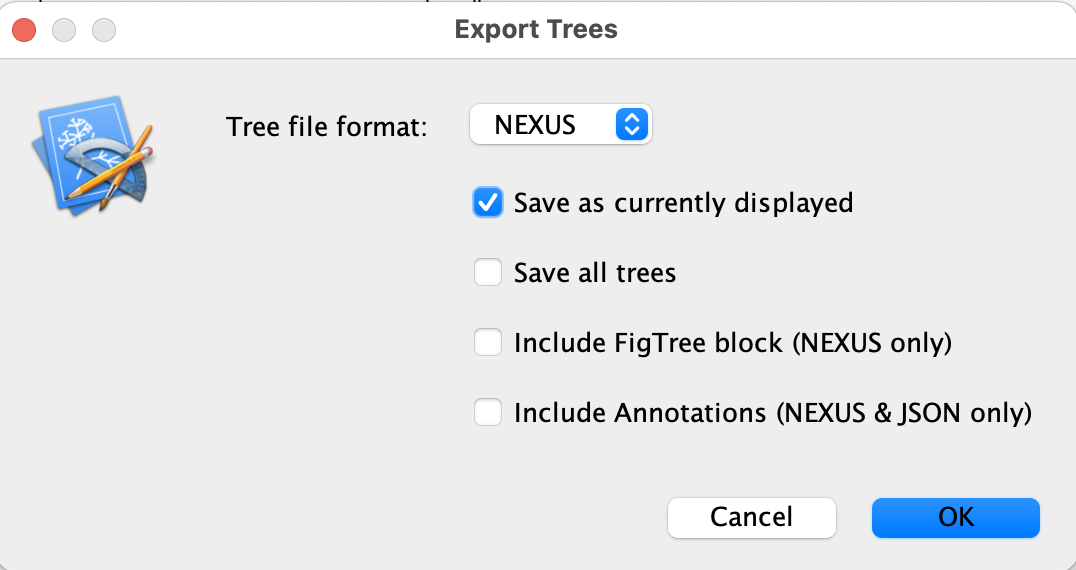 Export Trees
Tree file format:
NEXUS
Save as currently displayed
Save all trees
Include FigTree block (NEXUS only)
Include Annotations (NEXUS & JSON only)
Cancel
OK